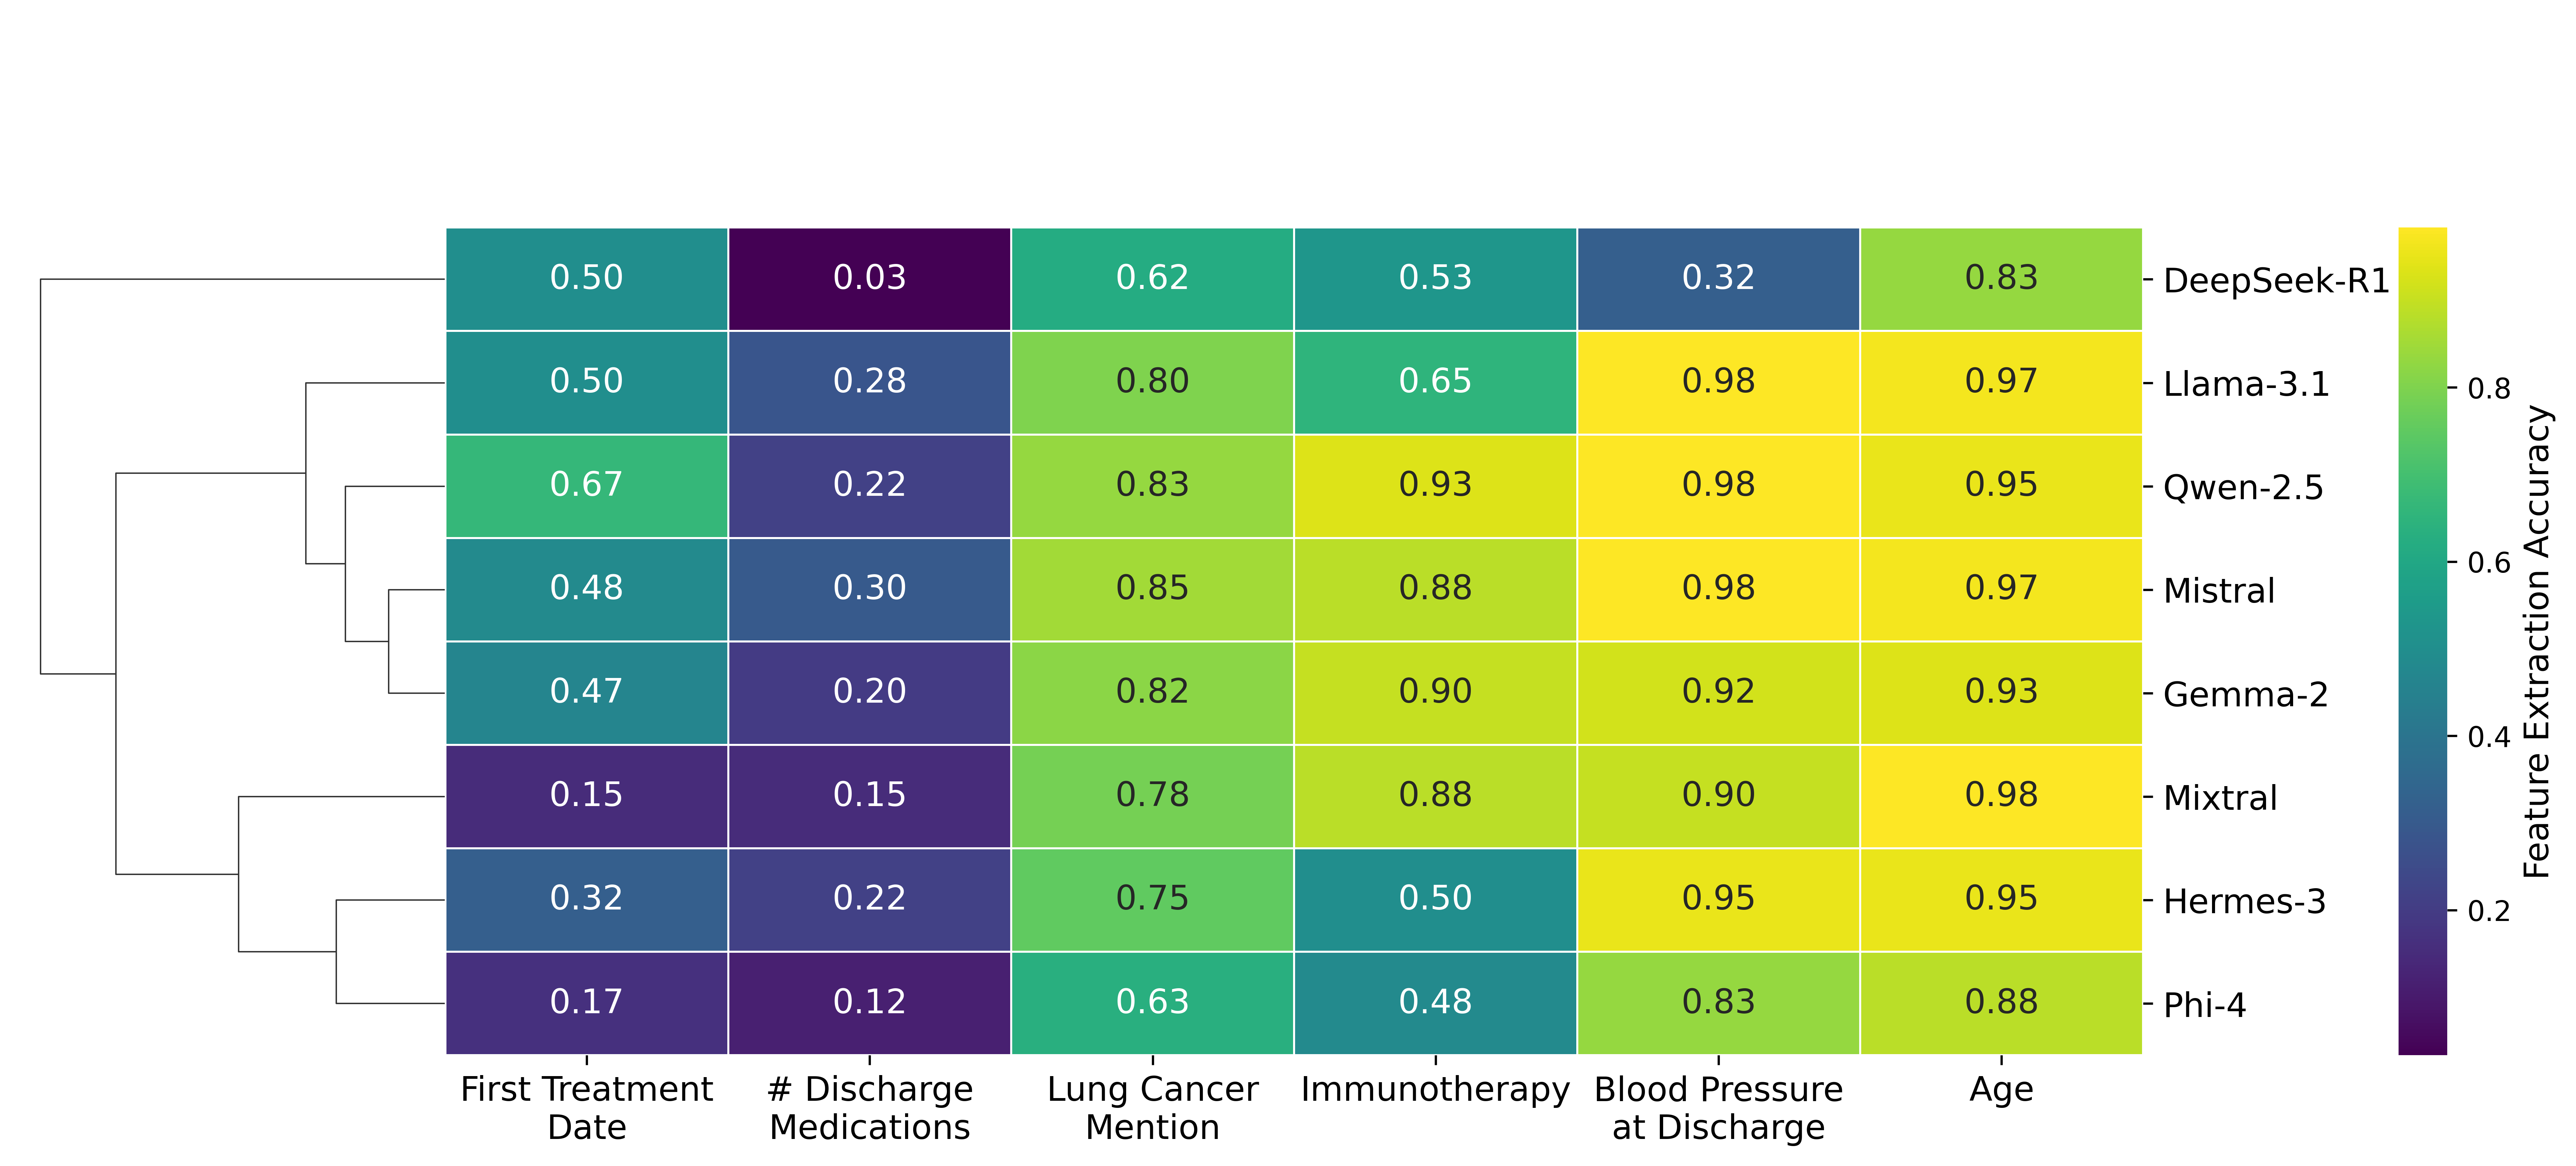 0.50 0.03 0.62 0.53 0.32 0.83 DeepSeek-R1
0.50 0.28 0.80 0.65 0.98 0.97 Llama-3.1
0.67 0.22 0.83 0.93 0.98 0.95 Qwen-2.5
0.48 0.30 0.85 0.88 0.98 0.97 Mistral
0.47 0.20 0.82 0.90 0.92 0.93 Gemma-2
0.15 0.15 0.78 0.88 0.90 0.98 Mixtral
0.32 0.22 0.75 0.50 0.95 0.95 Hermes-3
0.17 0.12 0.63 0.48 0.83 0.88 Phi-4
First Treatment
Date
# Discharge
Medications
Lung Cancer
Mention
Immunotherapy
Blood Pressure
at Discharge
Age
0.8
0.6
0.4
0.2
Feature Extraction Accuracy